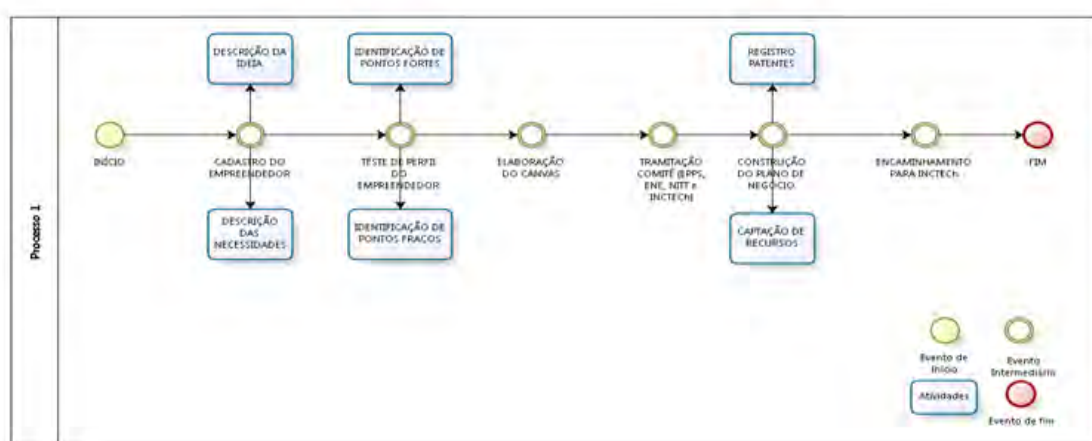 Processo 1
DESCRIÇÃO DA
IDEIA
IDENTIFICAÇÃO DE
PONTOS FORTES
REGISTRO
PATENTES
INÍCIO
CADASTRO DO
EMPREENDEDOR
TESTE DE PERFIL
DO
EMPREENDEDOR
ELABORAÇÃO
DO CANVAS
TRAMITAÇÃO
COMITÊ (EPPS,
ENE, NITT e
INCTECh)
CONSTRUÇÃO
DO PLANO DE
NEGÓCIO
ENCAMINHAMENTO
PARA INCTECh
FIM
DESCRIÇÃO
DAS
NECESSIDADES
IDENTIFICAÇÃO DE
PONTOS FRACOS
CAPTAÇÃO DE
RECURSOS
Evento de
Início
Evento
Intermediário
Atividades
Evento de fim